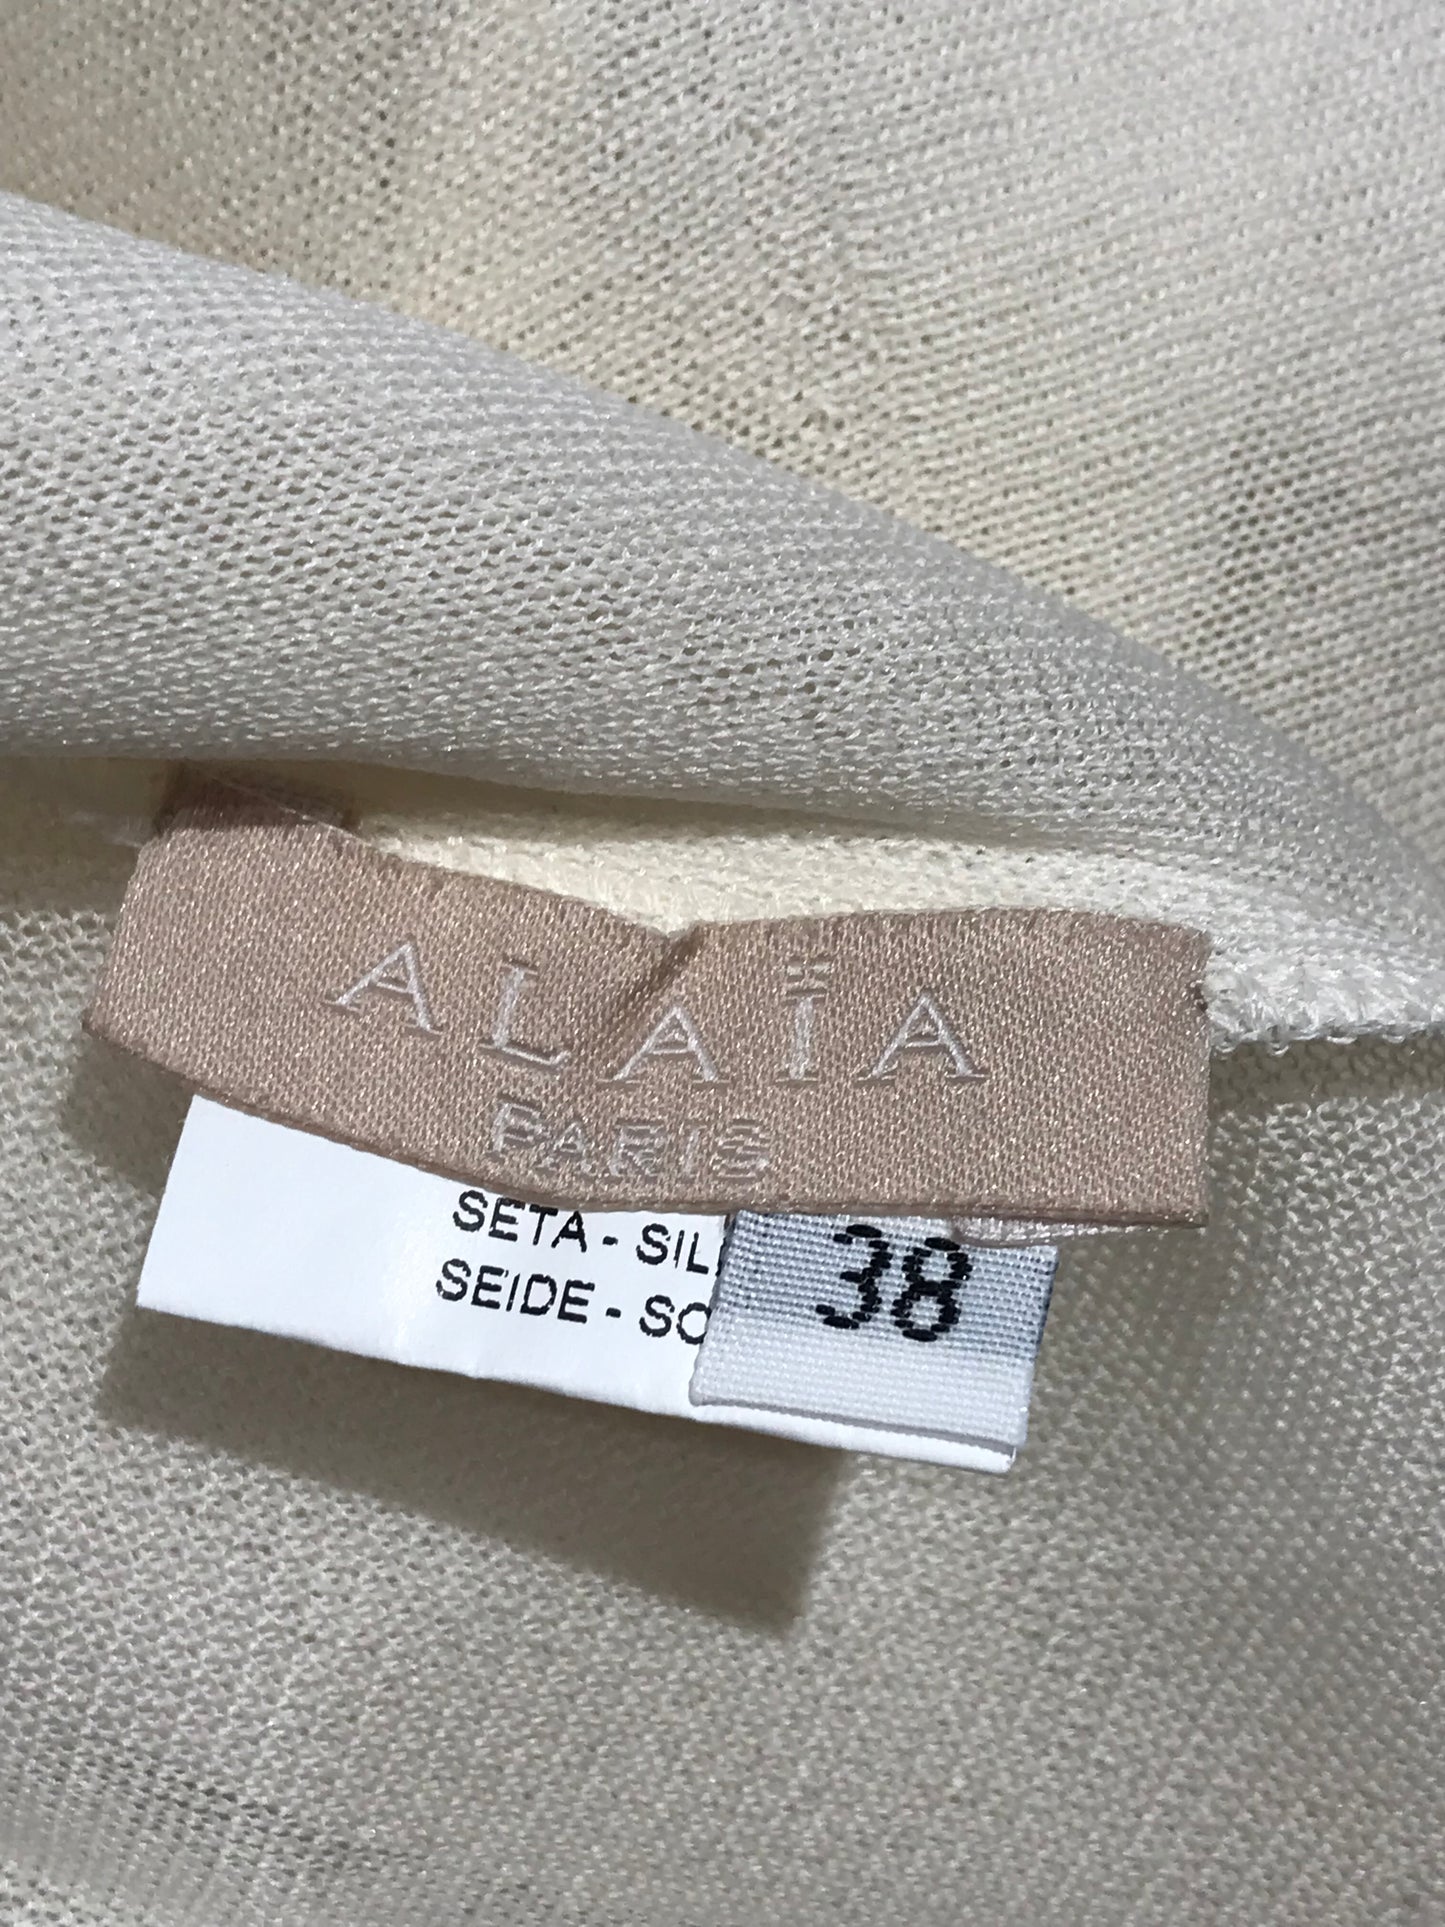 ALAÏA
PARIS
SETA - SIL
SEIDE - SO
38